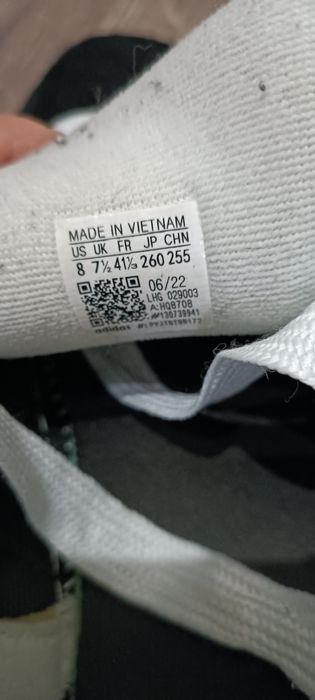 MADE IN VIETNAM
US UK FR JP CHN
8 7½ 41⅓ 260 255
06/22
LHG 029003
A:HQ8708
adidas